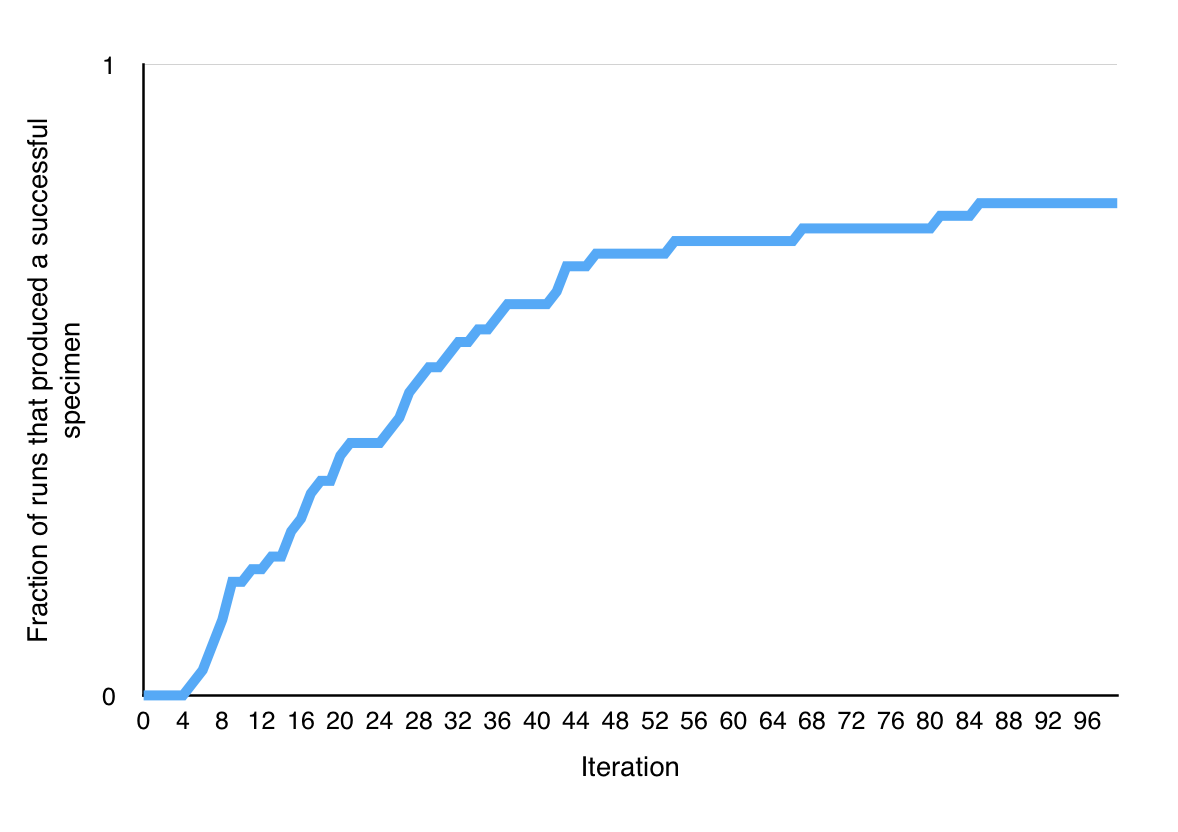 1
Fraction of runs that produced a successful
specimen
0
0 4 8 12 16 20 24 28 32 36 40 44 48 52 56 60 64 68 72 76 80 84 88 92 96
Iteration